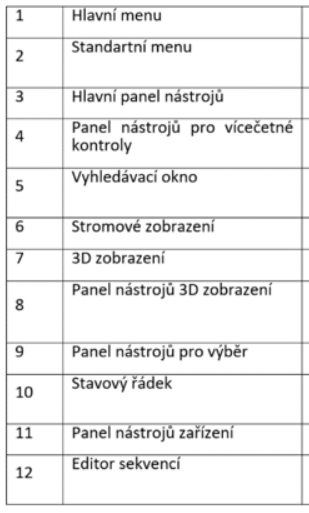 1 Hlavní menu
2 Standartní menu
3 Hlavní panel nástrojů
4 Panel nástrojů pro vícečetné
kontroly
5 Vyhledávací okno
6 Stromové zobrazení
7 3D zobrazení
8 Panel nástrojů 3D zobrazení
9 Panel nástrojů pro výběr
10 Stavový řádek
11 Panel nástrojů zařízení
12 Editor sekvencí